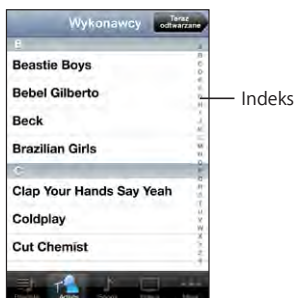 Wykonawcy
Teraz odtwarzane
B
Beastie Boys
Bebel Gilberto
Beck
Brazilian Girls
C
Clap Your Hands Say Yeah
Coldplay
Cut Chemist
Indeks
Artists